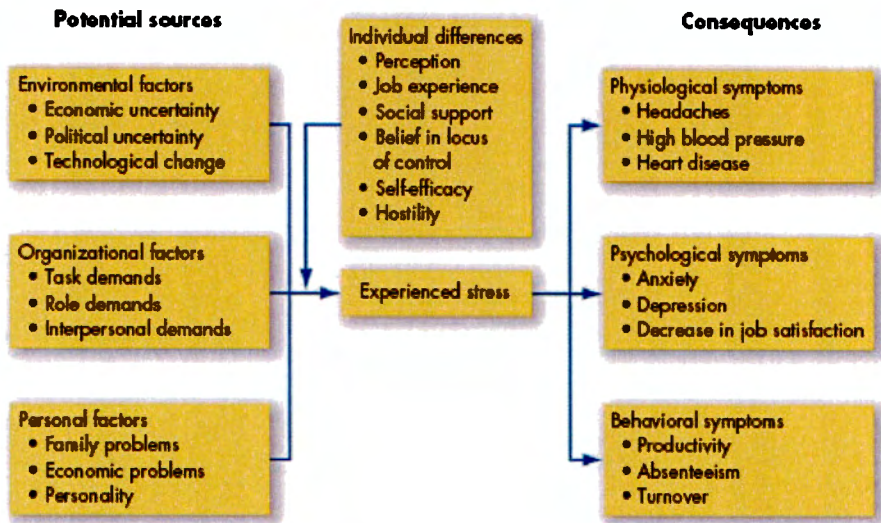 Potential sources
Environmental factors
• Economic uncertainty
• Political uncertainty
• Technological change
Organizational factors
• Task demands
• Role demands
• Interpersonal demands
Personal factors
• Family problems
• Economic problems
• Personality
Individual differences
• Perception
• Job experience
• Social support
• Belief in locus
of control
• Self-efficacy
• Hostility
Experienced stress
Consequences
Physiological symptoms
• Headaches
• High blood pressure
• Heart disease
Psychological symptoms
• Anxiety
• Depression
• Decrease in job satisfaction
Behavioral symptoms
• Productivity
• Absenteeism
• Turnover